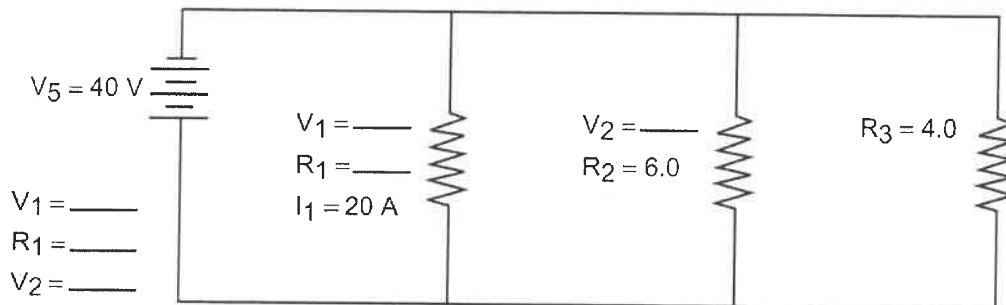 V5 = 40 V
V1 = ____
R1 = ____
I1 = 20 A
V2 = ____
R2 = 6.0
R3 = 4.0
V1 = ____
R1 = ____
V2 = ____